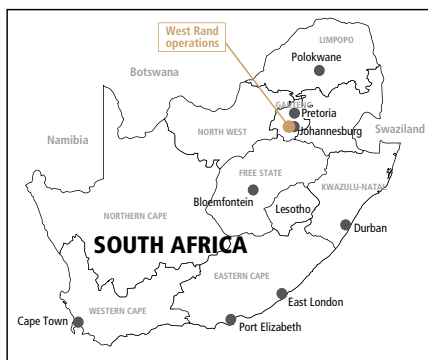 West Rand
operations
LIMPOPO
Polokwane
Botswana
GAUTENG
Pretoria
Johannesburg
Swaziland
NORTH WEST
Namibia
FREE STATE
KWAZULU-NATAL
Bloemfontein
Lesotho
NORTHERN CAPE
Durban
SOUTH AFRICA
EASTERN CAPE
East London
WESTERN CAPE
Cape Town
Port Elizabeth